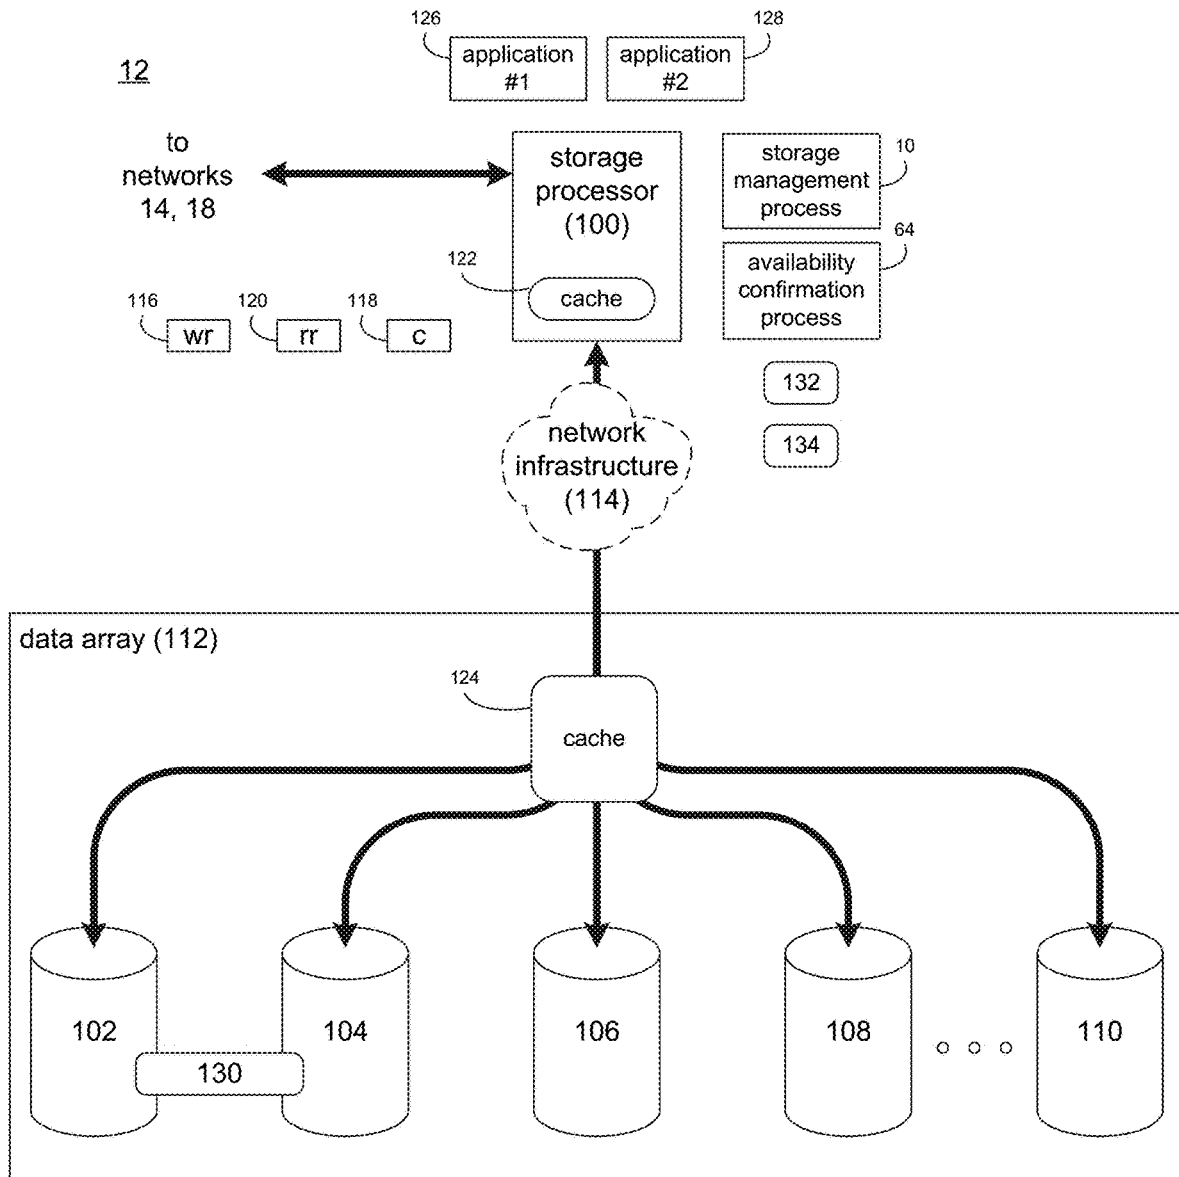 126
128
application
#1
application
#2
12
to
networks
14, 18
storage
processor
(100)
122
cache
storage
management
process
10
availability
confirmation
process
64
116
wr
120
rr
118
c
132
134
network
infrastructure
(114)
data array (112)
124
cache
102
104
106
108
110
130